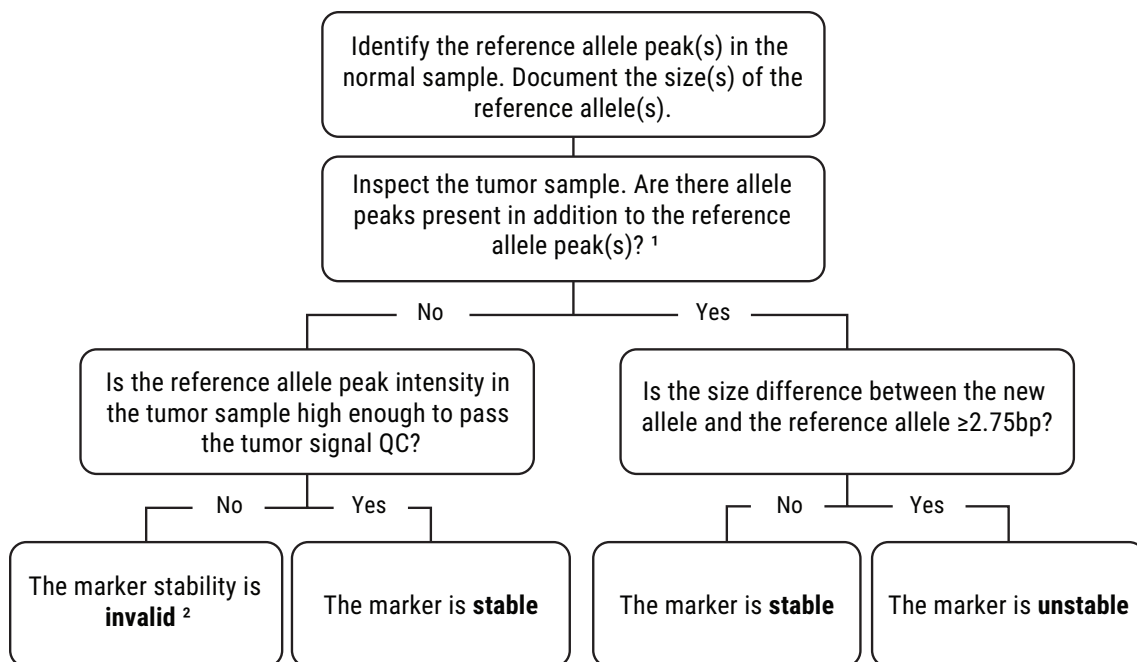 Identify the reference allele peak(s) in the
normal sample. Document the size(s) of the
reference allele(s).
Inspect the tumor sample. Are there allele
peaks present in addition to the reference
allele peak(s)? ¹
No
Yes
Is the reference allele peak intensity in
the tumor sample high enough to pass
the tumor signal QC?
Is the size difference between the new
allele and the reference allele ≥2.75bp?
No
Yes
No
Yes
The marker stability is
invalid ²
The marker is stable
The marker is stable
The marker is unstable